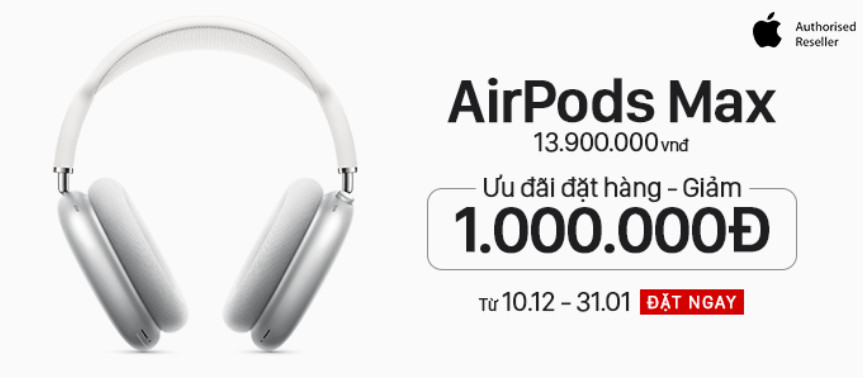 Authorised
Reseller
AirPods Max
13.900.000vnđ
Ưu đãi đặt hàng - Giảm
1.000.000Đ
Từ 10.12 - 31.01 ĐẶT NGAY